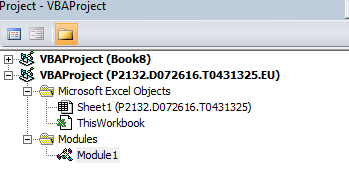 Project - VBAProject
VBAProject (Book8)
VBAProject (P2132.D072616.T0431325.EU)
Microsoft Excel Objects
Sheet1 (P2132.D072616.T0431325)
ThisWorkbook
Modules
Module1